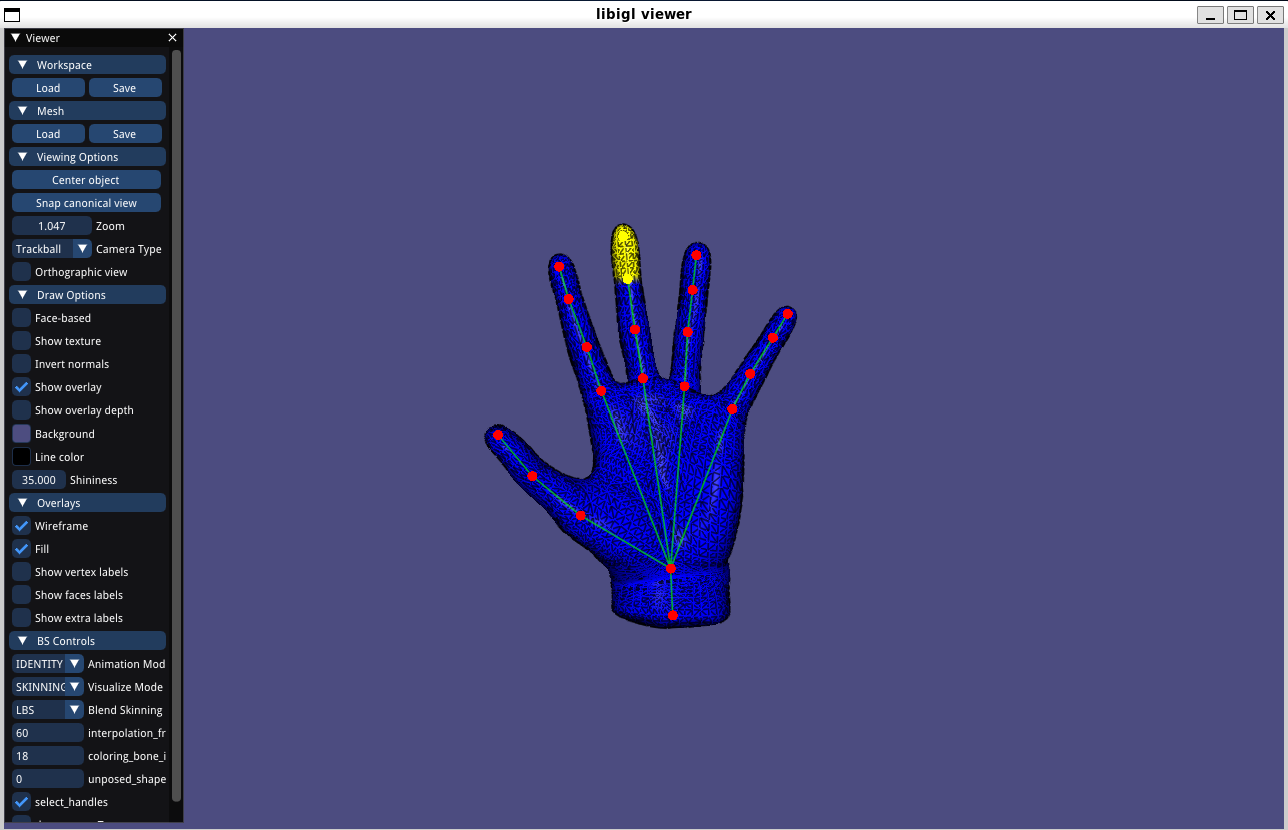 libigl viewer
Viewer
Workspace
Load Save
Mesh
Load Save
Viewing Options
Center object
Snap canonical view
1.047 Zoom
Trackball Camera Type
Orthographic view
Draw Options
Face-based
Show texture
Invert normals
Show overlay
Show overlay depth
Background
Line color
35.000 Shininess
Overlays
Wireframe
Fill
Show vertex labels
Show faces labels
Show extra labels
BS Controls
IDENTITY Animation Mod
SKINNING Visualize Mode
LBS Blend Skinning
60 interpolation_fr
18 coloring_bone_i
0 unposed_shape
select_handles